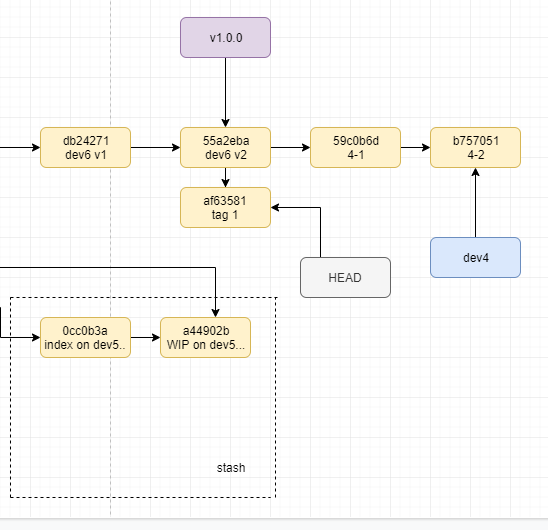 v1.0.0
db24271
dev6 v1
55a2eba
dev6 v2
59c0b6d
4-1
b757051
4-2
af63581
tag 1
HEAD
dev4
0cc0b3a
index on dev5..
a44902b
WIP on dev5...
stash